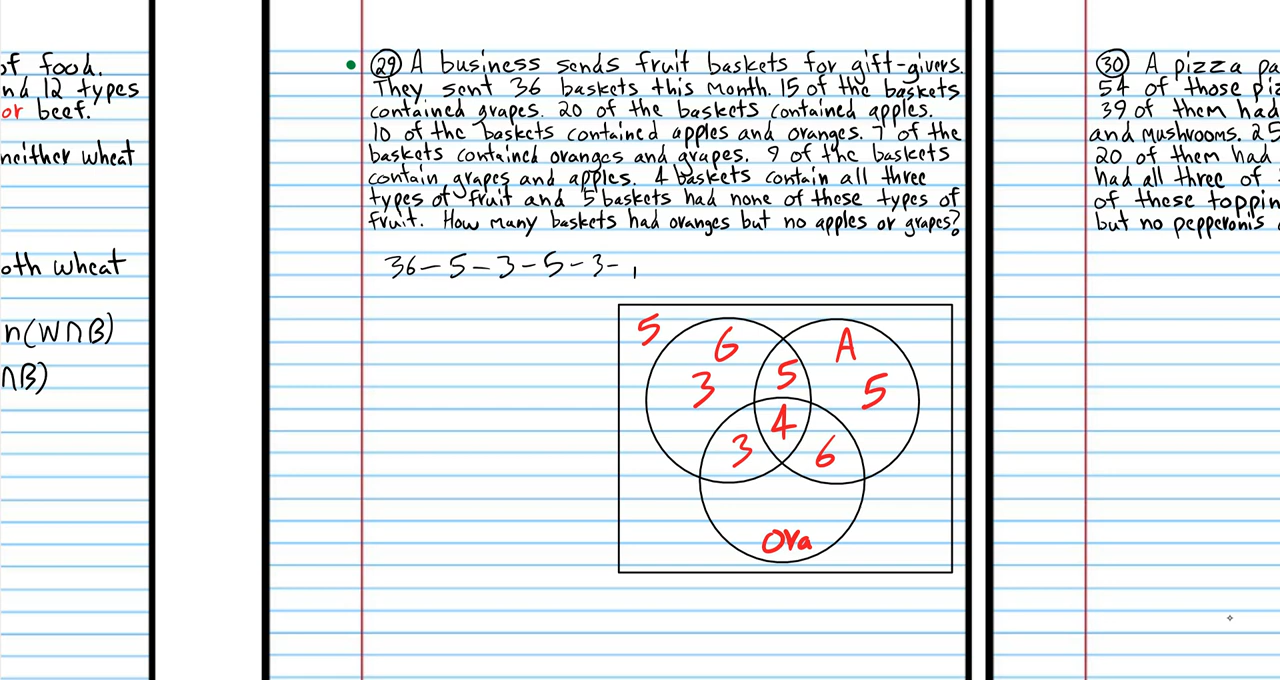 of food.
nd 12 types
or beef.
neither wheat
oth wheat
n(W∩B)
∩B)
29 A business sends fruit baskets for gift-givers.
They sent 36 baskets this month. 15 of the baskets
contained grapes. 20 of the baskets contained apples.
10 of the baskets contained apples and oranges. 7 of the
baskets contained oranges and grapes. 9 of the baskets
contain grapes and apples. 4 baskets contain all three
types of fruit and 5 baskets had none of these types of
fruit. How many baskets had oranges but no apples or grapes?
36-5-3-5-3-
5 G A
3 5 5
4
3 6
Ora
30 A pizza pa
54 of those piz
39 of them had
and mushrooms. 25
20 of them had
had all three of
of these toppin
but no pepperonis